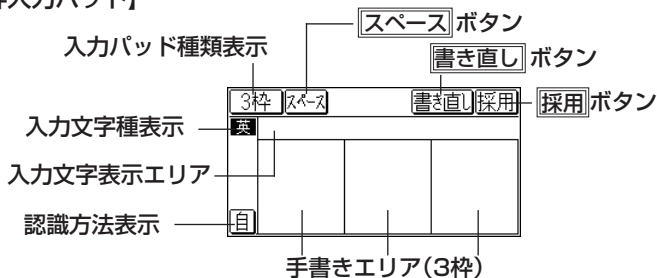 枠入力パッド】
スペース ボタン
入力パッド種類表示
書き直し ボタン
3枠 スペース 書き直し 採用
採用 ボタン
入力文字種表示
英
入力文字表示エリア
認識方法表示
自
手書きエリア(3枠)